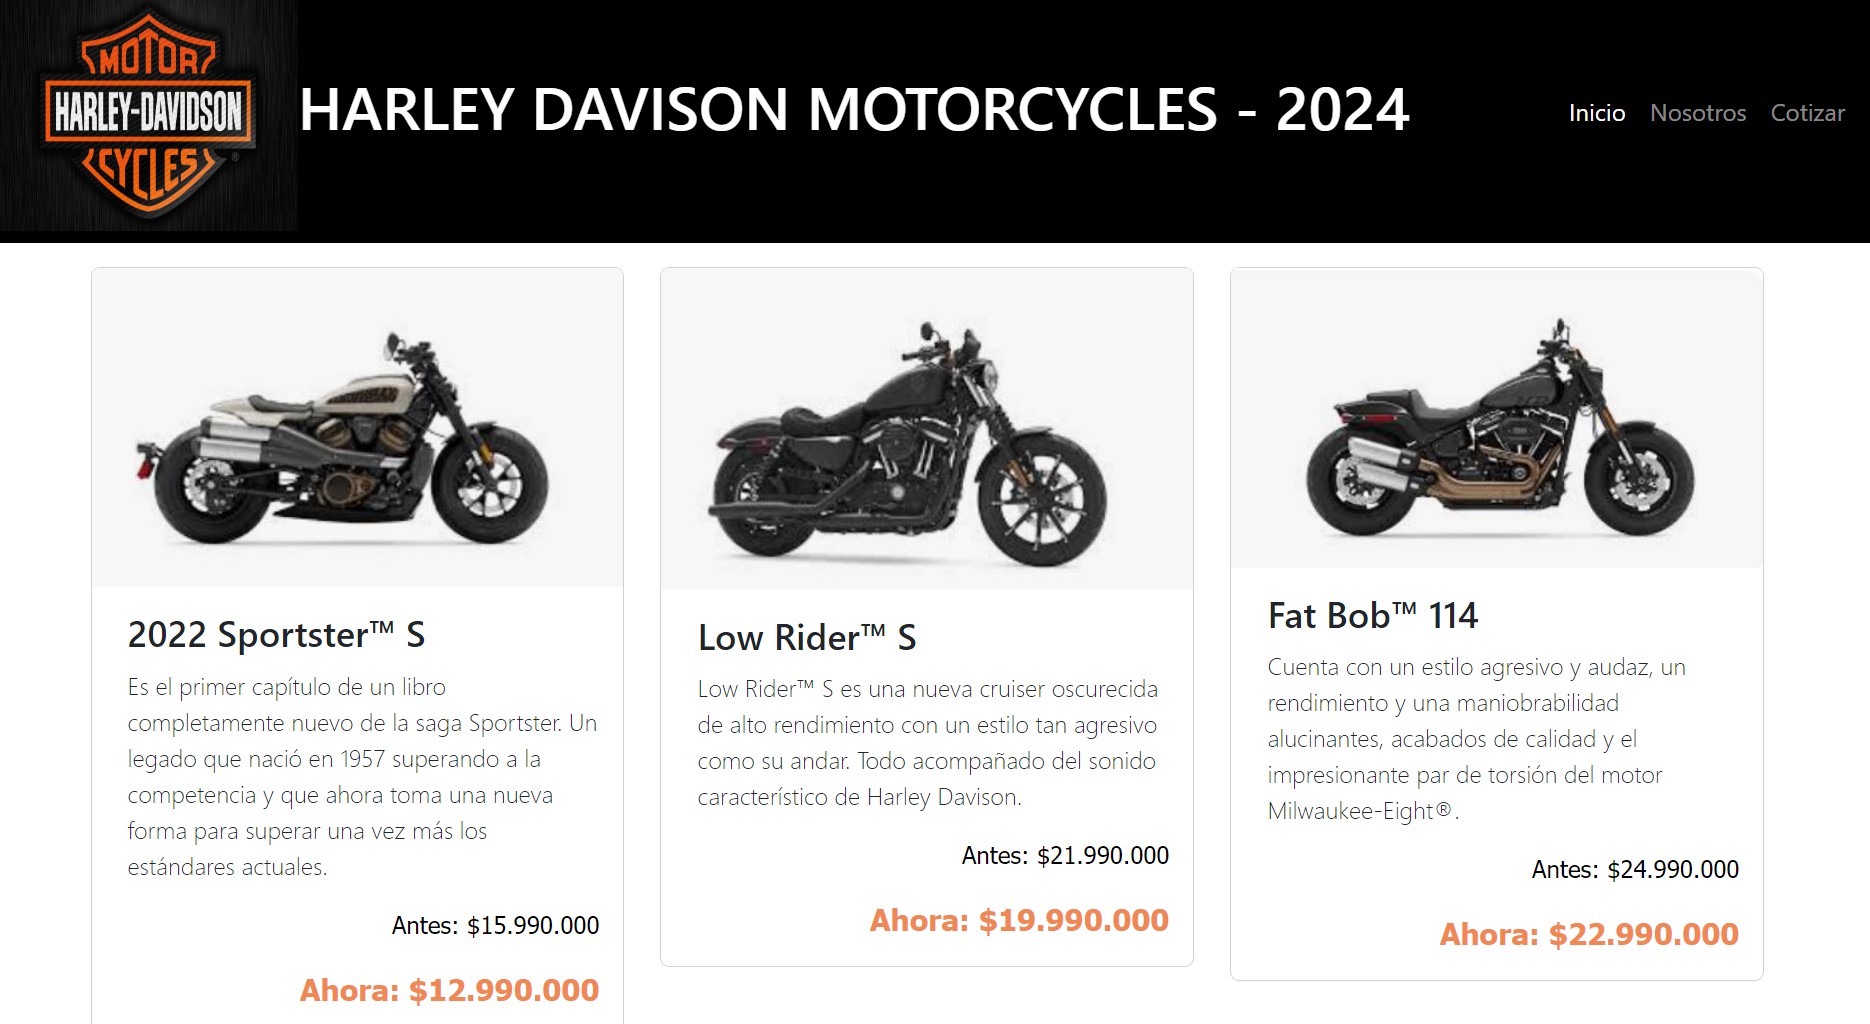 MOTOR
HARLEY-DAVIDSON
CYCLES
®
HARLEY DAVISON MOTORCYCLES - 2024
Inicio
Nosotros
Cotizar
2022 Sportster™ S
Es el primer capítulo de un libro
completamente nuevo de la saga Sportster. Un
legado que nació en 1957 superando a la
competencia y que ahora toma una nueva
forma para superar una vez más los
estándares actuales.
Antes: $15.990.000
Ahora: $12.990.000
Low Rider™ S
Low Rider™ S es una nueva cruiser oscurecida
de alto rendimiento con un estilo tan agresivo
como su andar. Todo acompañado del sonido
característico de Harley Davison.
Antes: $21.990.000
Ahora: $19.990.000
Fat Bob™ 114
Cuenta con un estilo agresivo y audaz, un
rendimiento y una maniobrabilidad
alucinantes, acabados de calidad y el
impresionante par de torsión del motor
Milwaukee-Eight®.
Antes: $24.990.000
Ahora: $22.990.000